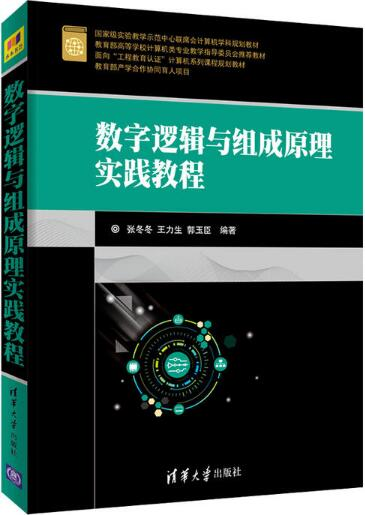 国家级实验教学示范中心联席会计算机学科规划教材
教育部高等学校计算机类专业教学指导委员会推荐教材
面向“工程教育认证”计算机系列课程规划教材
教育部产学合作协同育人项目
数字逻辑与组成原理
实践教程
张冬冬 王力生 郭玉臣 编著
清华大学出版社
数字逻辑与组成原理实践教程
清华大学出版社